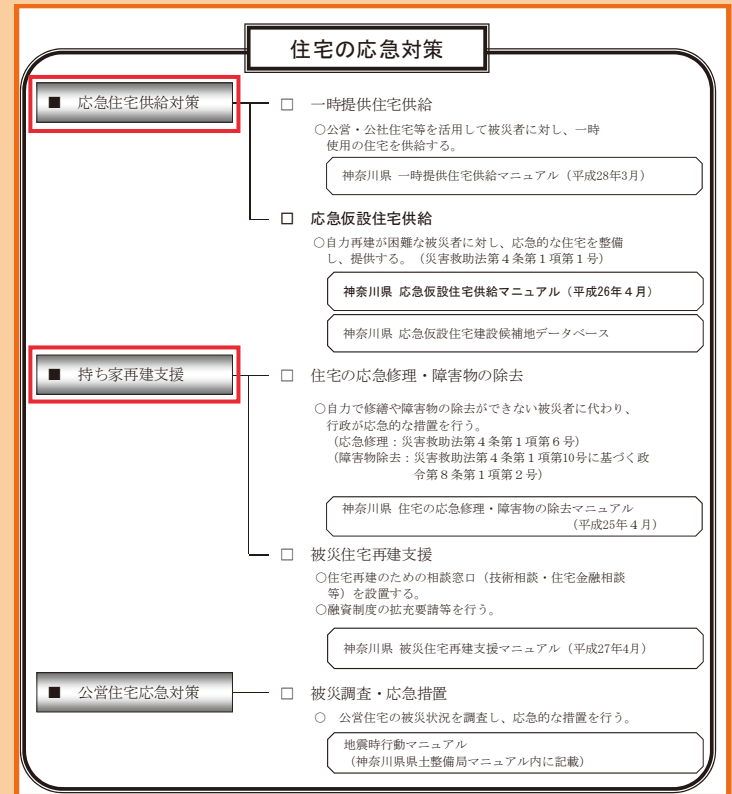 住宅の応急対策
■ 応急住宅供給対策
□ 一時提供住宅供給
○公営・公社住宅等を活用して被災者に対し、一時
使用の住宅を供給する。
神奈川県 一時提供住宅供給マニュアル（平成28年3月）
□ 応急仮設住宅供給
○自力再建が困難な被災者に対し、応急的な住宅を整備
し、提供する。（災害救助法第４条第１項第１号）
神奈川県 応急仮設住宅供給マニュアル（平成26年４月）
神奈川県 応急仮設住宅建設候補地データベース
■ 持ち家再建支援
□ 住宅の応急修理・障害物の除去
○自力で修繕や障害物の除去ができない被災者に代わり、
行政が応急的な措置を行う。
（応急修理：災害救助法第４条第１項第６号）
（障害物除去：災害救助法第４条第１項第10号に基づく政
令第８条第１項第２号）
神奈川県 住宅の応急修理・障害物の除去マニュアル
（平成25年４月）
□ 被災住宅再建支援
○住宅再建のための相談窓口（技術相談・住宅金融相談
等）を設置する。
○融資制度の拡充要請等を行う。
神奈川県 被災住宅再建支援マニュアル（平成27年4月）
■ 公営住宅応急対策
□ 被災調査・応急措置
○ 公営住宅の被災状況を調査し、応急的な措置を行う。
地震時行動マニュアル
（神奈川県県土整備局マニュアル内に記載）